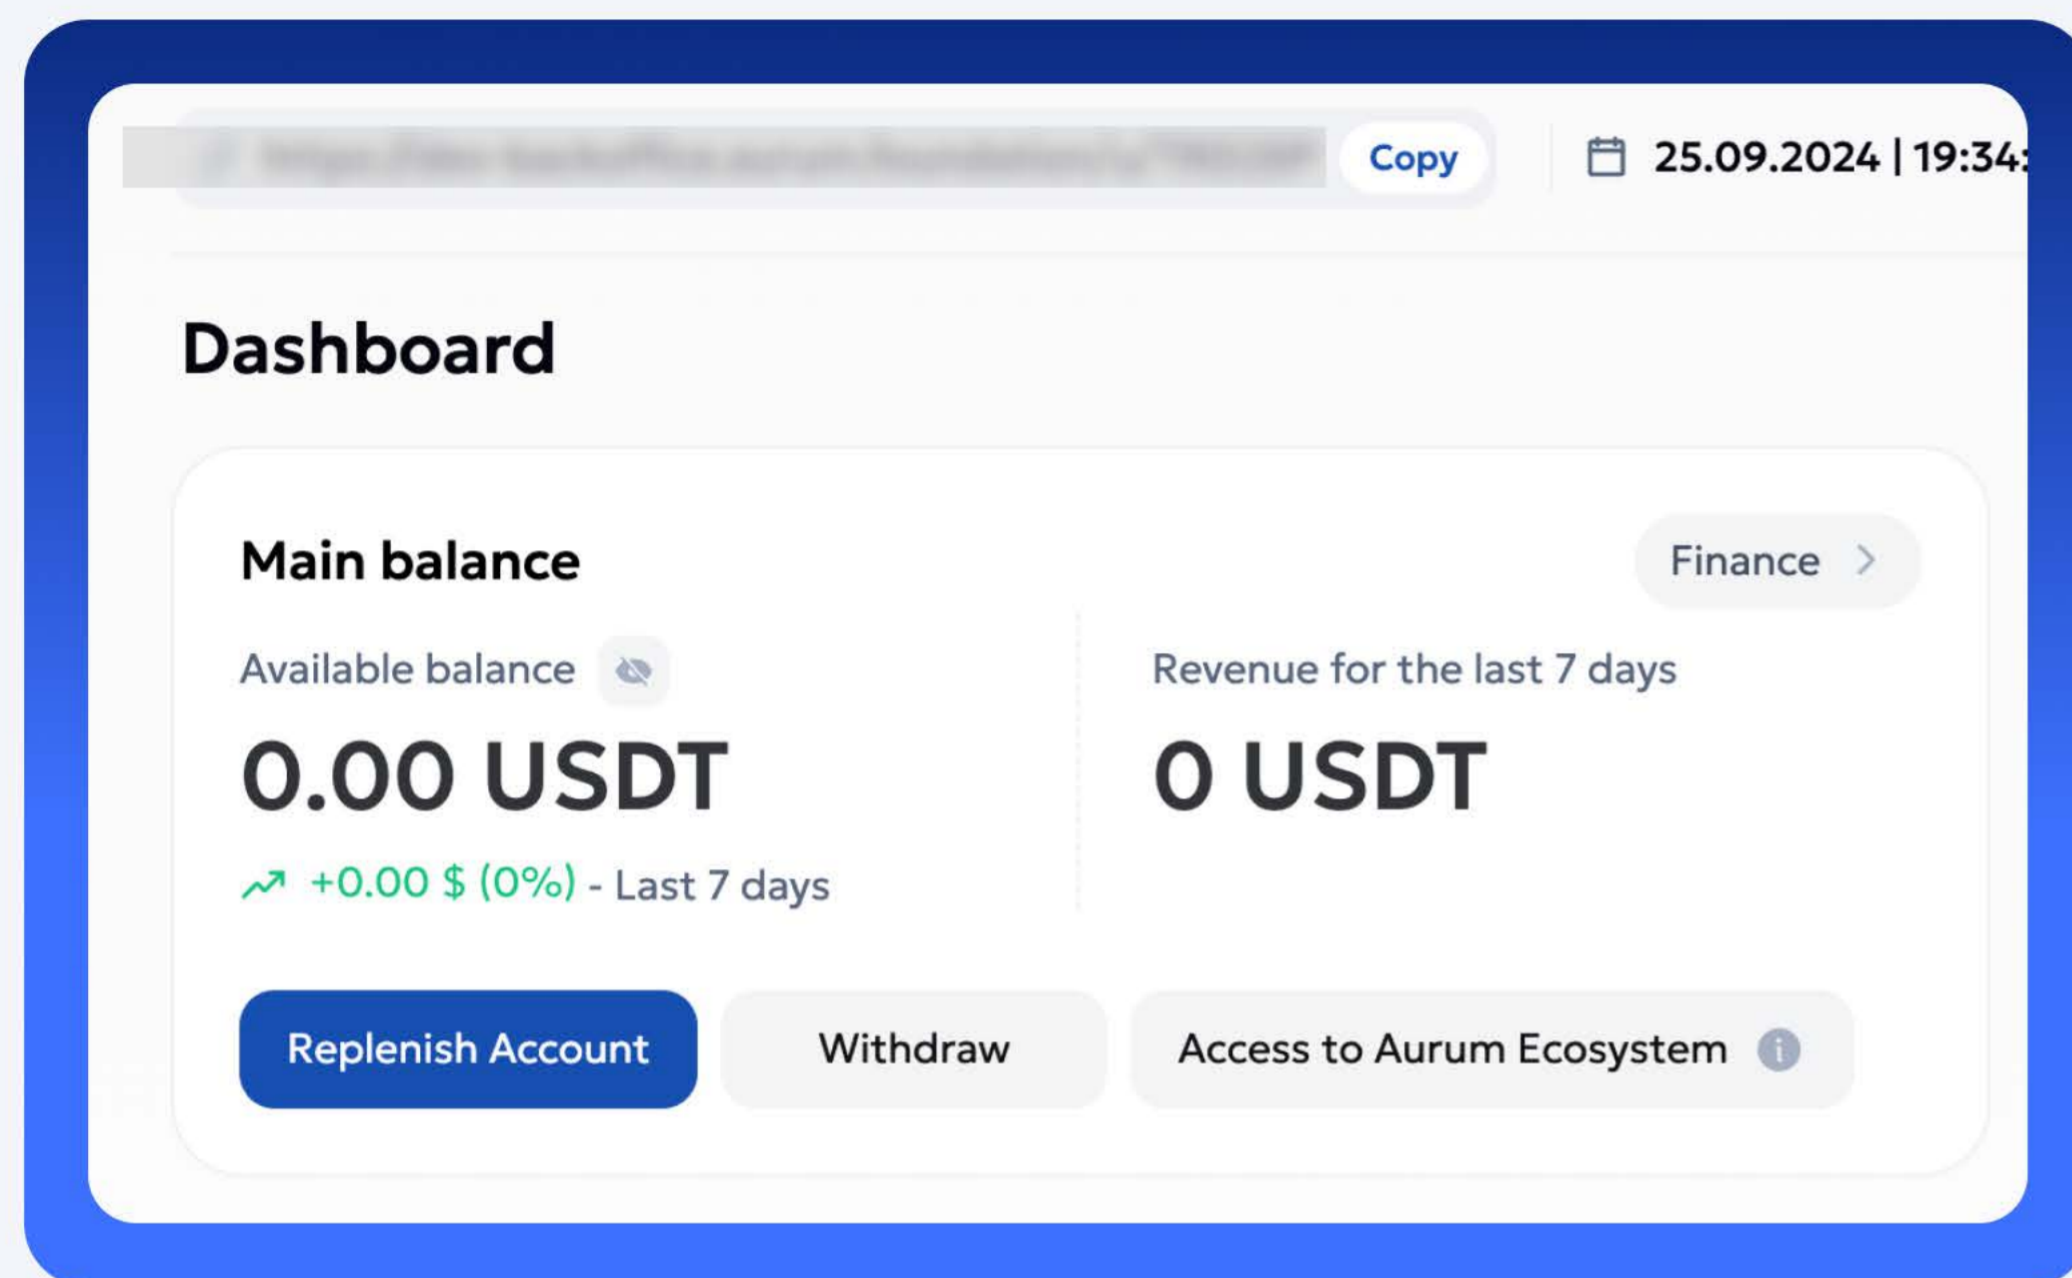 Copy
25.09.2024 | 19:34:
Dashboard
Main balance
Finance
Available balance
Revenue for the last 7 days
0.00 USDT
0 USDT
+0.00 $ (0%) - Last 7 days
Replenish Account
Withdraw
Access to Aurum Ecosystem